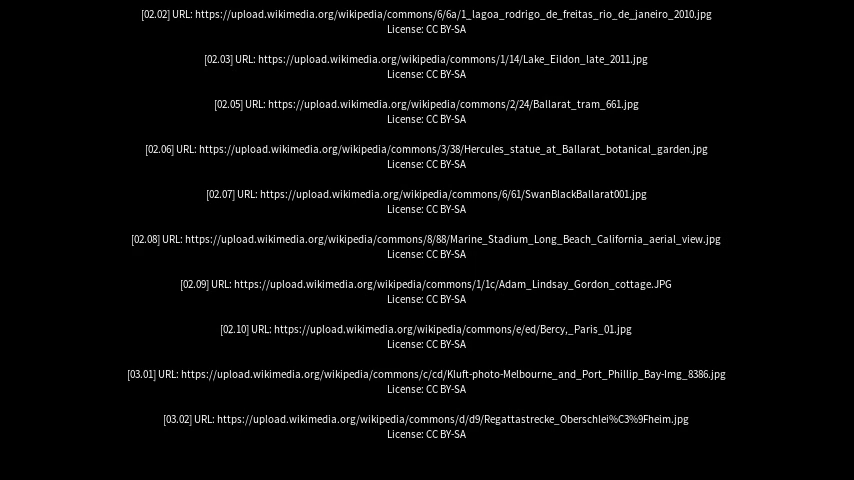 [02.02] URL: https://upload.wikimedia.org/wikipedia/commons/6/6a/1_lagoa_rodrigo_de_freitas_rio_de_janeiro_2010.jpg
License: CC BY-SA
[02.03] URL: https://upload.wikimedia.org/wikipedia/commons/1/14/Lake_Eildon_late_2011.jpg
License: CC BY-SA
[02.05] URL: https://upload.wikimedia.org/wikipedia/commons/2/24/Ballarat_tram_661.jpg
License: CC BY-SA
[02.06] URL: https://upload.wikimedia.org/wikipedia/commons/3/38/Hercules_statue_at_Ballarat_botanical_garden.jpg
License: CC BY-SA
[02.07] URL: https://upload.wikimedia.org/wikipedia/commons/6/61/SwanBlackBallarat001.jpg
License: CC BY-SA
[02.08] URL: https://upload.wikimedia.org/wikipedia/commons/8/88/Marine_Stadium_Long_Beach_California_aerial_view.jpg
License: CC BY-SA
[02.09] URL: https://upload.wikimedia.org/wikipedia/commons/1/1c/Adam_Lindsay_Gordon_cottage.JPG
License: CC BY-SA
[02.10] URL: https://upload.wikimedia.org/wikipedia/commons/e/ed/Bercy,_Paris_01.jpg
License: CC BY-SA
[03.01] URL: https://upload.wikimedia.org/wikipedia/commons/c/cd/Kluft-photo-Melbourne_and_Port_Phillip_Bay-Img_8386.jpg
License: CC BY-SA
[03.02] URL: https://upload.wikimedia.org/wikipedia/commons/d/d9/Regattastrecke_Oberschlei%C3%9Fheim.jpg
License: CC BY-SA